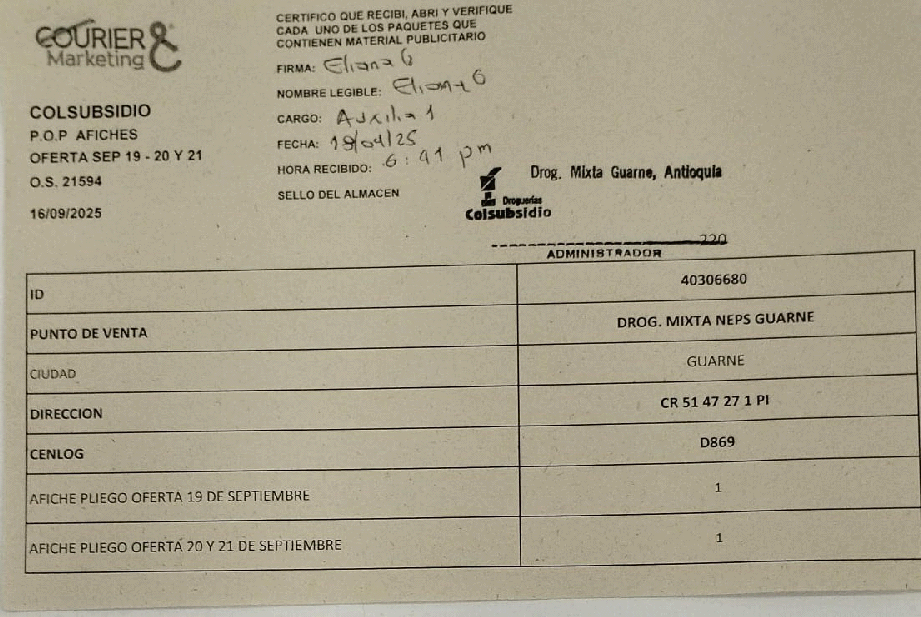 COURIER &
Marketing
COLSUBSIDIO
P.O.P AFICHES
OFERTA SEP 19 - 20 Y 21
O.S. 21594
16/09/2025
CERTIFICO QUE RECIBI, ABRI Y VERIFIQUE
CADA UNO DE LOS PAQUETES QUE
CONTIENEN MATERIAL PUBLICITARIO
FIRMA: Eliana G
NOMBRE LEGIBLE: Eliana G
CARGO: Auxilia 1
FECHA:
HORA RECIBIDO: 6:41 pm
SELLO DEL ALMACEN
Drog. Mixta Guarne, Antioquia
Droguerías
Colsubsidio
220
ADMINISTRADOR
ID 40306680
PUNTO DE VENTA DROG. MIXTA NEPS GUARNE
CIUDAD GUARNE
DIRECCION CR 51 47 27 1 PI
CENLOG D869
AFICHE PLIEGO OFERTA 19 DE SEPTIEMBRE 1
AFICHE PLIEGO OFERTA 20 Y 21 DE SEPTIEMBRE 1